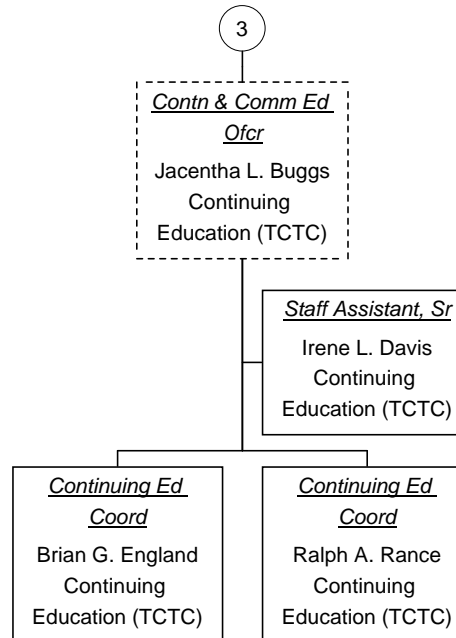 3
Contn & Comm Ed
Ofcr
Jacentha L. Buggs
Continuing
Education (TCTC)
Staff Assistant, Sr
Irene L. Davis
Continuing
Education (TCTC)
Continuing Ed
Coord
Brian G. England
Continuing
Education (TCTC)
Continuing Ed
Coord
Ralph A. Rance
Continuing
Education (TCTC)